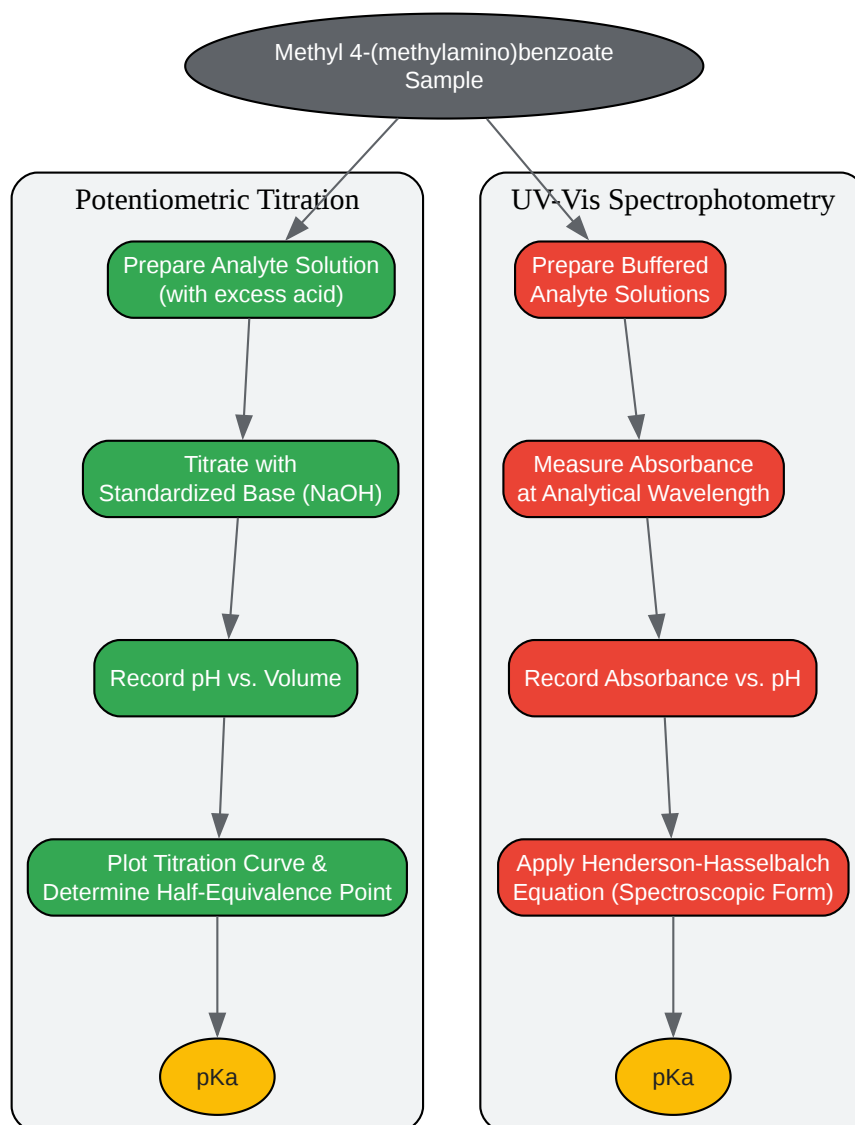 Methyl 4-(methylamino)benzoate
Sample
Potentiometric Titration
Prepare Analyte Solution
(with excess acid)
Titrate with
Standardized Base (NaOH)
Record pH vs. Volume
Plot Titration Curve &
Determine Half-Equivalence Point
pKa
UV-Vis Spectrophotometry
Prepare Buffered
Analyte Solutions
Measure Absorbance
at Analytical Wavelength
Record Absorbance vs. pH
Apply Henderson-Hasselbalch
Equation (Spectroscopic Form)
pKa